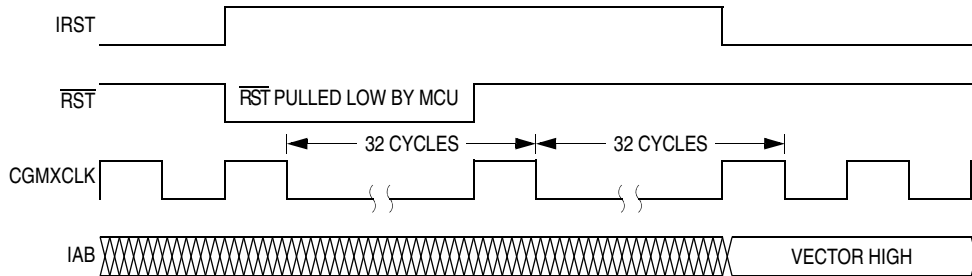 IRST
RST
RST PULLED LOW BY MCU
32 CYCLES
32 CYCLES
CGMXCLK
IAB
VECTOR HIGH